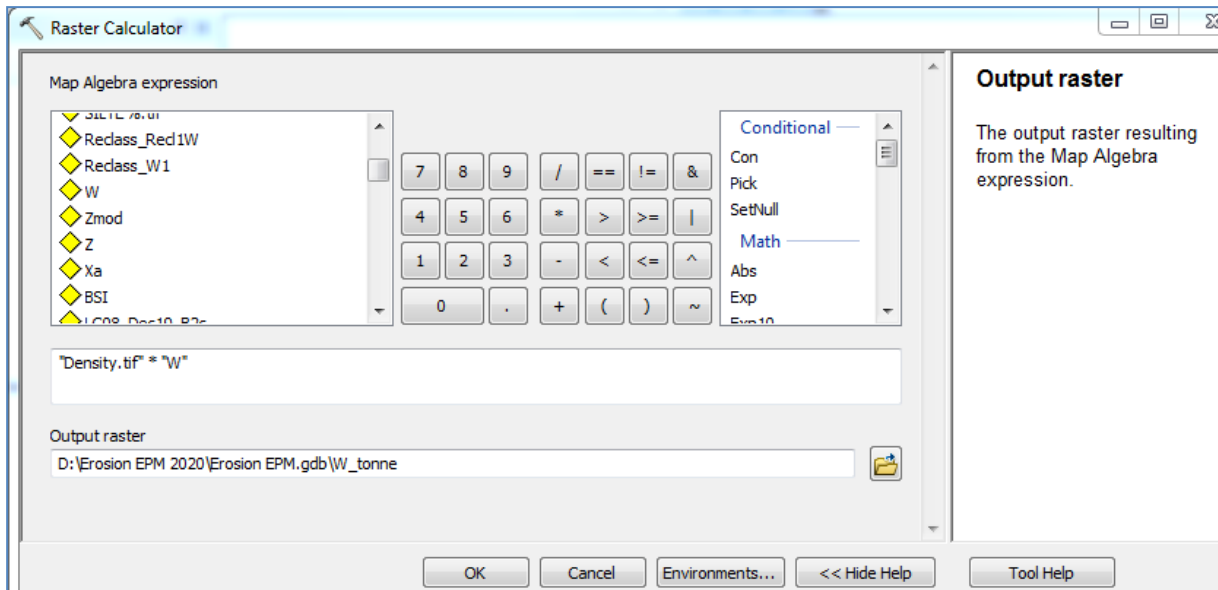 Raster Calculator
Map Algebra expression
Reclass_Recl1W
Reclass_W1
W
Zmod
Z
Xa
BSI
7 8 9 / == != &
4 5 6 * > >= |
1 2 3 - < <= ^
0 . + ( ) ~
Conditional
Con
Pick
SetNull
Math
Abs
Exp
Exp10
"Density.tif" * "W"
Output raster
D:\Erosion EPM 2020\Erosion EPM.gdb\W_tonne
OK Cancel Environments... << Hide Help Tool Help
Output raster
The output raster resulting
from the Map Algebra
expression.